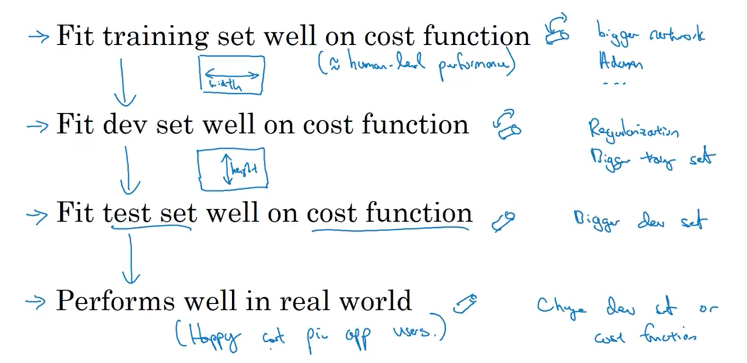 → Fit training set well on cost function
(≈ human-level performance)
bigger network
Adam
...
width
→ Fit dev set well on cost function
Regularization
Bigger training set
height
→ Fit test set well on cost function
Bigger dev set
→ Performs well in real world
(Happy cat pic app users.)
Change dev set or
cost function